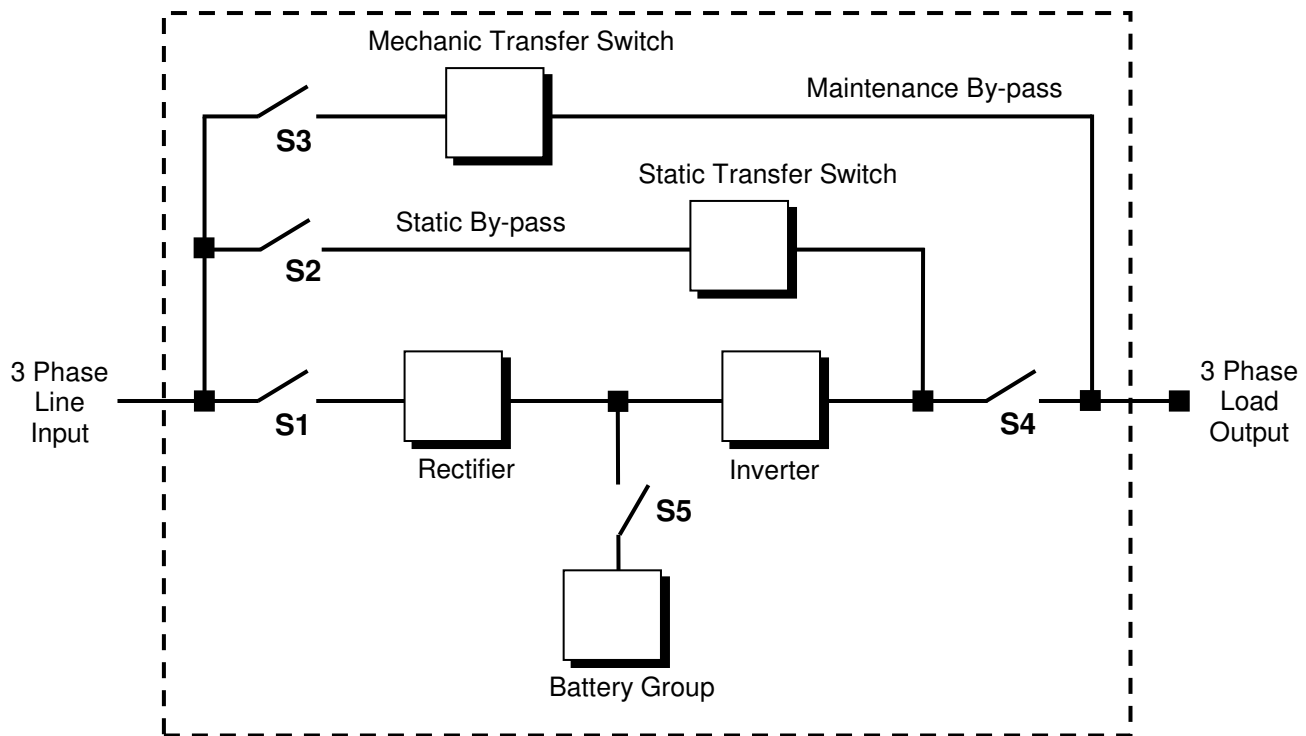 Mechanic Transfer Switch
Maintenance By-pass
S3
Static Transfer Switch
Static By-pass
S2
3 Phase
Line
Input
S1
Rectifier
Inverter
S4
3 Phase
Load
Output
S5
Battery Group